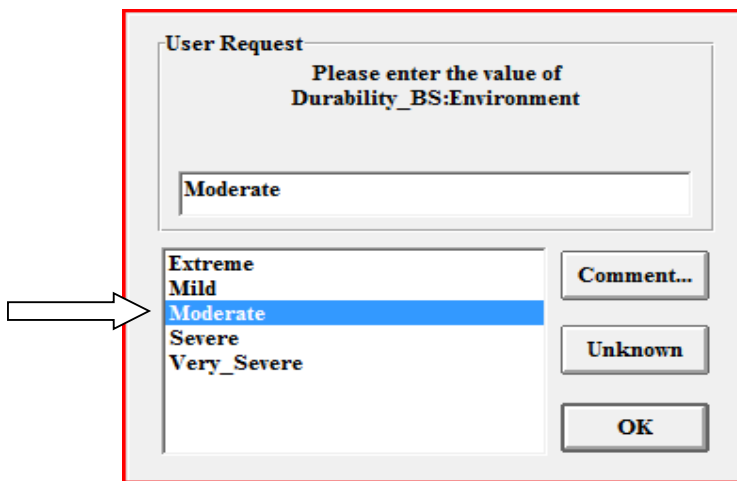 User Request
Please enter the value of
Durability_BS:Environment
Moderate
Extreme
Mild
Moderate
Severe
Very_Severe
Comment...
Unknown
OK